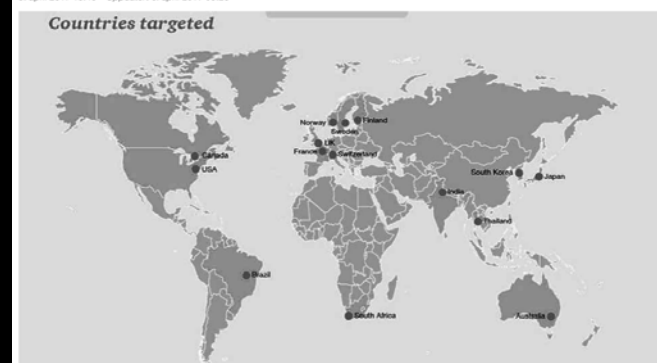 Countries targeted
Norway
Sweden
Finland
UK
France
Switzerland
Canada
USA
South Korea
Japan
India
Thailand
Brazil
South Africa
Australia